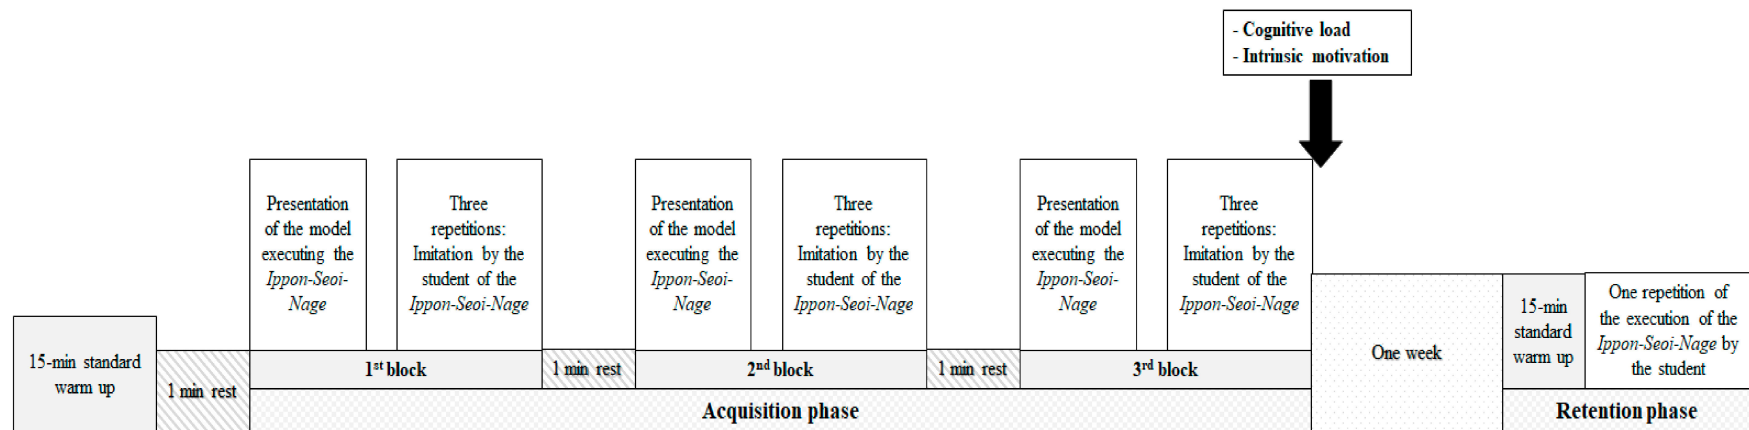 - Cognitive load
- Intrinsic motivation
Presentation
of the model
executing the
Ippon-Seoi-
Nage
Three
repetitions:
Imitation by the
student of the
Ippon-Seoi-Nage
Presentation
of the model
executing the
Ippon-Seoi-
Nage
Three
repetitions:
Imitation by the
student of the
Ippon-Seoi-Nage
Presentation
of the model
executing the
Ippon-Seoi-
Nage
Three
repetitions:
Imitation by the
student of the
Ippon-Seoi-Nage
15-min standard
warm up
1 min rest
1st block
1 min rest
2nd block
1 min rest
3rd block
One week
15-min
standard
warm up
One repetition of
the execution of the
Ippon-Seoi-Nage by
the student
Acquisition phase
Retention phase